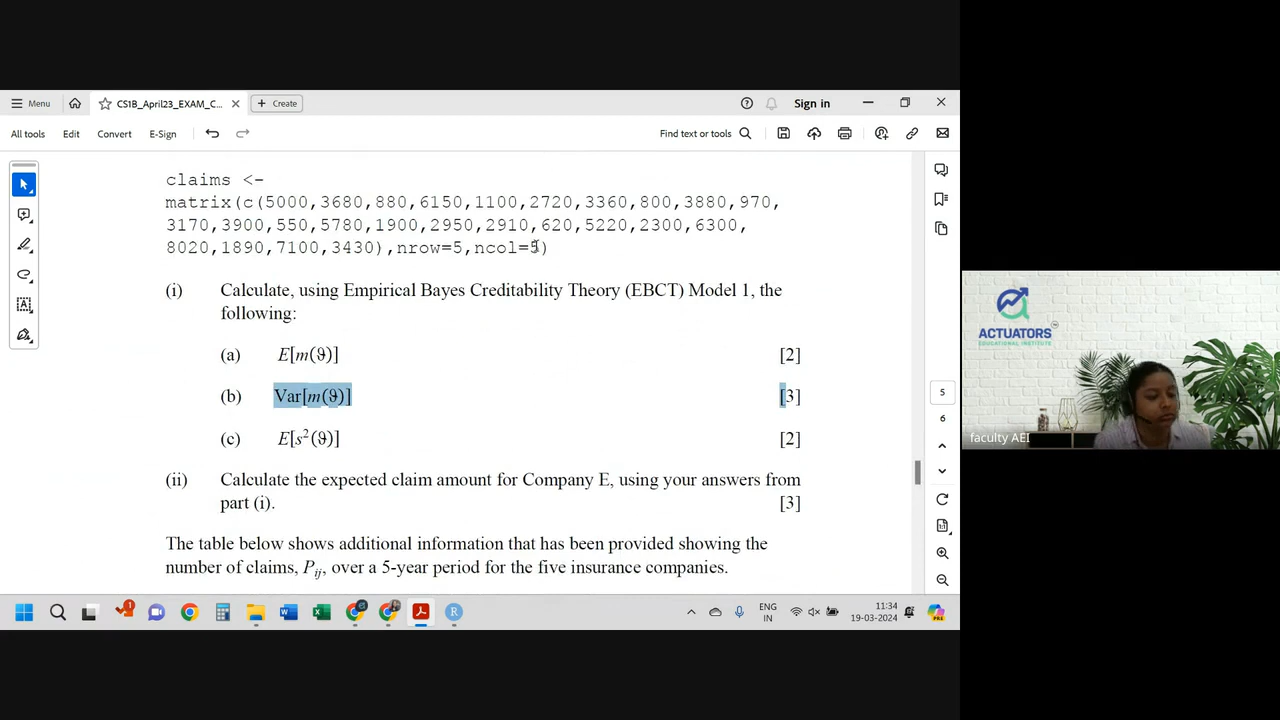 Menu
CS1B_April23_EXAM_C...
Create
Sign in
All tools
Edit
Convert
E-Sign
Find text or tools
claims <-
matrix(c(5000,3680,880,6150,1100,2720,3360,800,3880,970,
3170,3900,550,5780,1900,2950,2910,620,5220,2300,6300,
8020,1890,7100,3430),nrow=5,ncol=5)
(i) Calculate, using Empirical Bayes Creditability Theory (EBCT) Model 1, the
following:
(a) E[m(ϑ)] [2]
(b) Var[m(ϑ)] [3]
(c) E[s²(ϑ)] [2]
(ii) Calculate the expected claim amount for Company E, using your answers from
part (i). [3]
The table below shows additional information that has been provided showing the
number of claims, Pij, over a 5-year period for the five insurance companies.
5
6
ACTUATORS
EDUCATIONAL INSTITUTE
faculty AEI
ENG
IN
11:34
19-03-2024